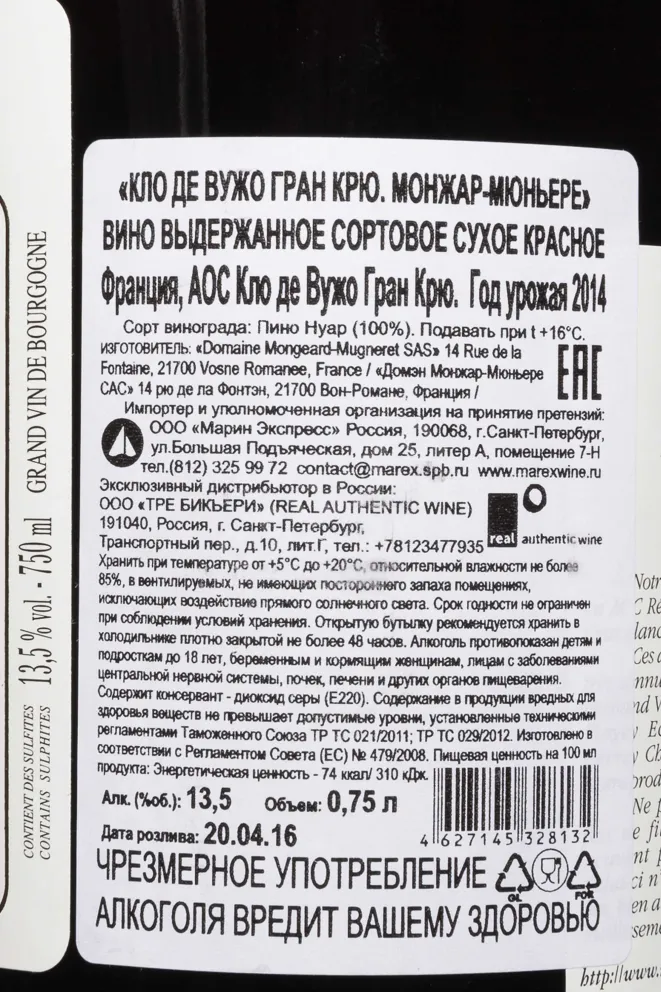 «КЛО ДЕ ВУЖО ГРАН КРЮ. МОНЖАР-МЮНЬЕРЕ»
ВИНО ВЫДЕРЖАННОЕ СОРТОВОЕ СУХОЕ КРАСНОЕ
Франция, АОС Кло де Вужо Гран Крю. Год урожая 2014
Сорт винограда: Пино Нуар (100%). Подавать при t +16°C.
ИЗГОТОВИТЕЛЬ: «Domaine Mongeard-Mugneret SAS» 14 Rue de la
Fontaine, 21700 Vosne Romanee, France / «Домэн Монжар-Мюньере
САС» 14 рю де ла Фонтэн, 21700 Вон-Романе, Франция /
EAC
Импортер и уполномоченная организация на принятие претензий:
ООО «Марин Экспресс» Россия, 190068, г.Санкт-Петербург,
ул.Большая Подъяческая, дом 25, литер А, помещение 7-Н
тел.(812) 325 99 72 contact@marex.spb.ru www.marexwine.ru
Эксклюзивный дистрибьютор в России:
ООО «ТРЕ БИКЬЕРИ» (REAL AUTHENTIC WINE)
191040, Россия, г. Санкт-Петербург,
Транспортный пер., д.10, лит.Г, тел.: +78123477935
real authentic wine
Хранить при температуре от +5°C до +20°C, относительной влажности не более
85%, в вентилируемых, не имеющих постороннего запаха помещениях,
исключающих воздействие прямого солнечного света. Срок годности не ограничен
при соблюдении условий хранения. Открытую бутылку рекомендуется хранить в
холодильнике плотно закрытой не более 48 часов. Алкоголь противопоказан детям и
подросткам до 18 лет, беременным и кормящим женщинам, лицам с заболеваниями
центральной нервной системы, почек, печени и других органов пищеварения.
Содержит консервант - диоксид серы (Е220). Содержание в продукции вредных для
здоровья веществ не превышает допустимые уровни, установленные техническими
регламентами Таможенного Союза ТР ТС 021/2011; ТР ТС 029/2012. Изготовлено в
соответствии с Регламентом Совета (ЕС) № 479/2008. Пищевая ценность на 100 мл
продукта: Энергетическая ценность - 74 ккал/ 310 кДж.
Алк. (%об.): 13,5 Объем: 0,75 л
Дата розлива: 20.04.16
4 627145 328132
ЧРЕЗМЕРНОЕ УПОТРЕБЛЕНИЕ
GL FOR
АЛКОГОЛЯ ВРЕДИТ ВАШЕМУ ЗДОРОВЬЮ
CONTIENT DES SULFITES
CONTAINS SULPHITES
13,5 % vol. - 750 ml GRAND VIN DE BOURGOGNE
http://www.